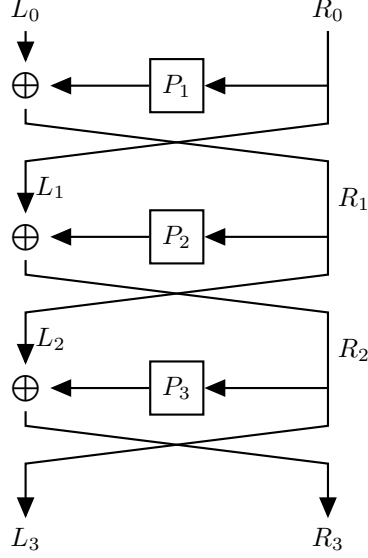 L₀ R₀
P₁
L₁ R₁
P₂
L₂ R₂
P₃
L₃ R₃